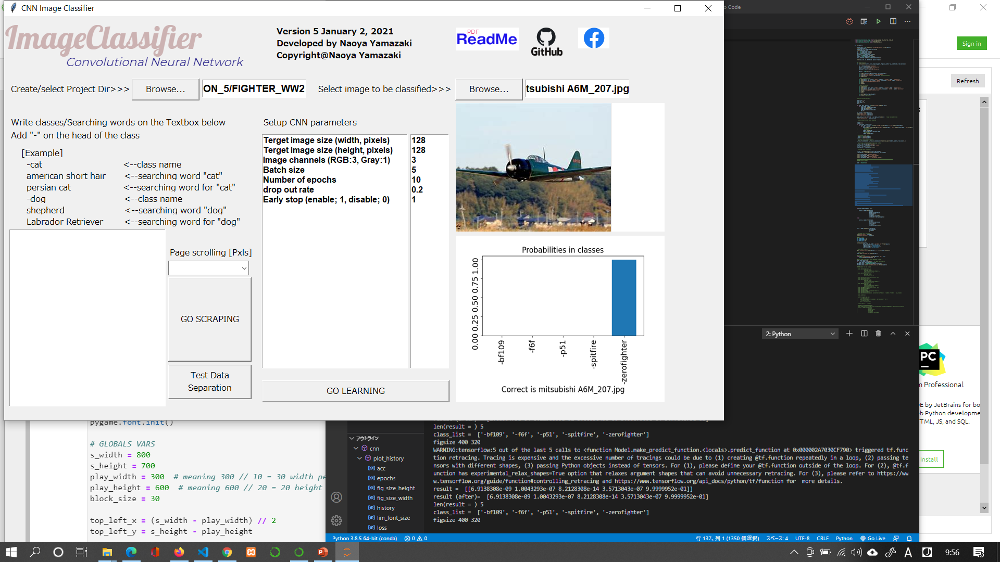 CNN Image Classifier
ImageClassifier
Convolutional Neural Network
Version 5 January 2, 2021
Developed by Naoya Yamazaki
Copyright@Naoya Yamazaki
PDF
ReadMe
GitHub
Create/select Project Dir>>>
Browse...
ON_5/FIGHTER_WW2
Select image to be classified>>>
Browse...
tsubishi A6M_207.jpg
Write classes/Searching words on the Textbox below
Add "-" on the head of the class
[Example]
-cat <--class name
american short hair <--searching word "cat"
persian cat <--searching word for "cat"
-dog <--class name
shepherd <--searching word "dog"
Labrador Retriever <--searching word for "dog"
Page scrolling [Pxls]
GO SCRAPING
Test Data
Separation
Setup CNN parameters
Terget image size (width, pixels) 128
Terget image size (height, pixels) 128
Image channels (RGB:3, Gray:1) 3
Batch size 5
Number of epochs 10
drop out rate 0.2
Early stop (enable; 1, disable; 0) 1
GO LEARNING
Probabilities in classes
1.00
0.75
0.50
0.25
0.00
-bf109
-f6f
-p51
-spitfire
-zerofighter
Correct is mitsubishi A6M_207.jpg
Code
Sign in
Refresh
2: Python
PC
Professional
E by JetBrains for bo
b Python developme
TML, JS, and SQL.
Install
pygame.font.init()
# GLOBALS VARS
s_width = 800
s_height = 700
play_width = 300  # meaning 300 // 10 = 30 width pe
play_height = 600  # meaning 600 // 20 = 20 height
block_size = 30
top_left_x = (s_width - play_width) // 2
top_left_y = s_height - play_height
アウトライン
cnn
plot_history
acc
epochs
fig_size_height
fig_size_width
history
lim_font_size
loss
len(result = ) 5
class_list =  ['-bf109', '-f6f', '-p51', '-spitfire', '-zerofighter']
figsize 400 320
WARNING:tensorflow:5 out of the last 5 calls to <function Model.make_predict_function.<locals>.predict_function at 0x000002A7030CF790> triggered tf.func
tion retracing. Tracing is expensive and the excessive number of tracings could be due to (1) creating @tf.function repeatedly in a loop, (2) passing te
nsors with different shapes, (3) passing Python objects instead of tensors. For (1), please define your @tf.function outside of the loop. For (2), @tf.f
unction has experimental_relax_shapes=True option that relaxes argument shapes that can avoid unnecessary retracing. For (3), please refer to https://ww
w.tensorflow.org/guide/function#controlling_retracing and https://www.tensorflow.org/api_docs/python/tf/function for  more details.
result =  [[6.9138308e-09 1.0043293e-07 8.2128308e-14 3.5713043e-07 9.9999952e-01]]
result (after)=  [6.9138308e-09 1.0043293e-07 8.2128308e-14 3.5713043e-07 9.9999952e-01]
len(result = ) 5
class_list =  ['-bf109', '-f6f', '-p51', '-spitfire', '-zerofighter']
figsize 400 320
Python 3.8.5 64-bit (conda) 0 0
行 137、列 1 (1350 個選択) スペース: 4 UTF-8 CRLF Python Go Live
A
9:56